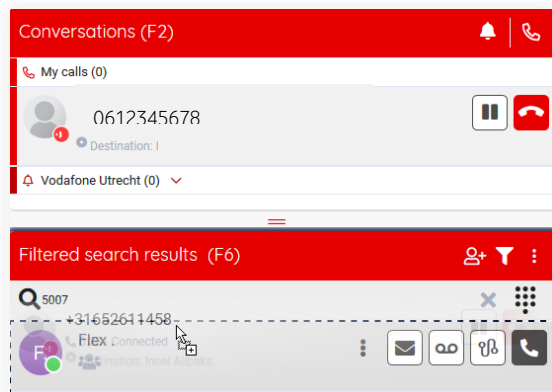 Conversations (F2)
My calls (0)
0612345678
Destination: I
Vodafone Utrecht (0)
Filtered search results (F6)
5007
+31652611458
Flex .
Connected
Destination: Inoel Alibaks,
F